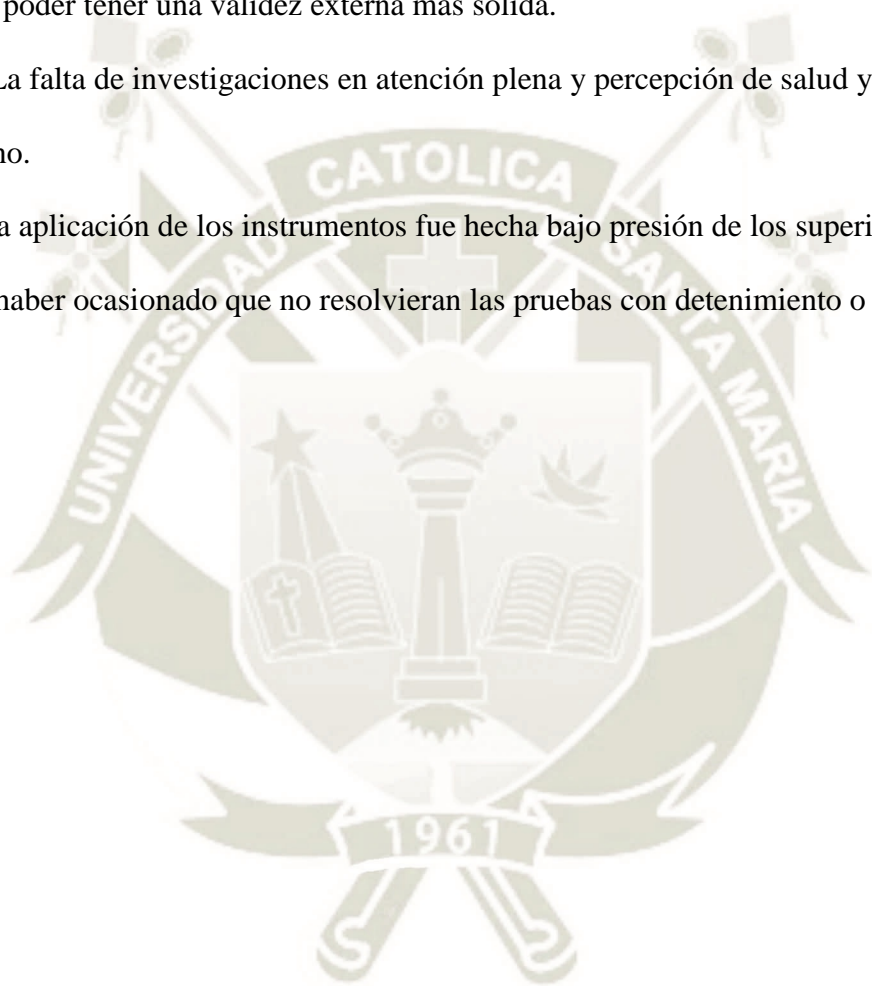 poder tener una validez externa más sólida.
La falta de investigaciones en atención plena y percepción de salud y
no.
a aplicación de los instrumentos fue hecha bajo presión de los superi
haber ocasionado que no resolvieran las pruebas con detenimiento o
UNIVERSIDAD CATOLICA SANTA MARIA
1961